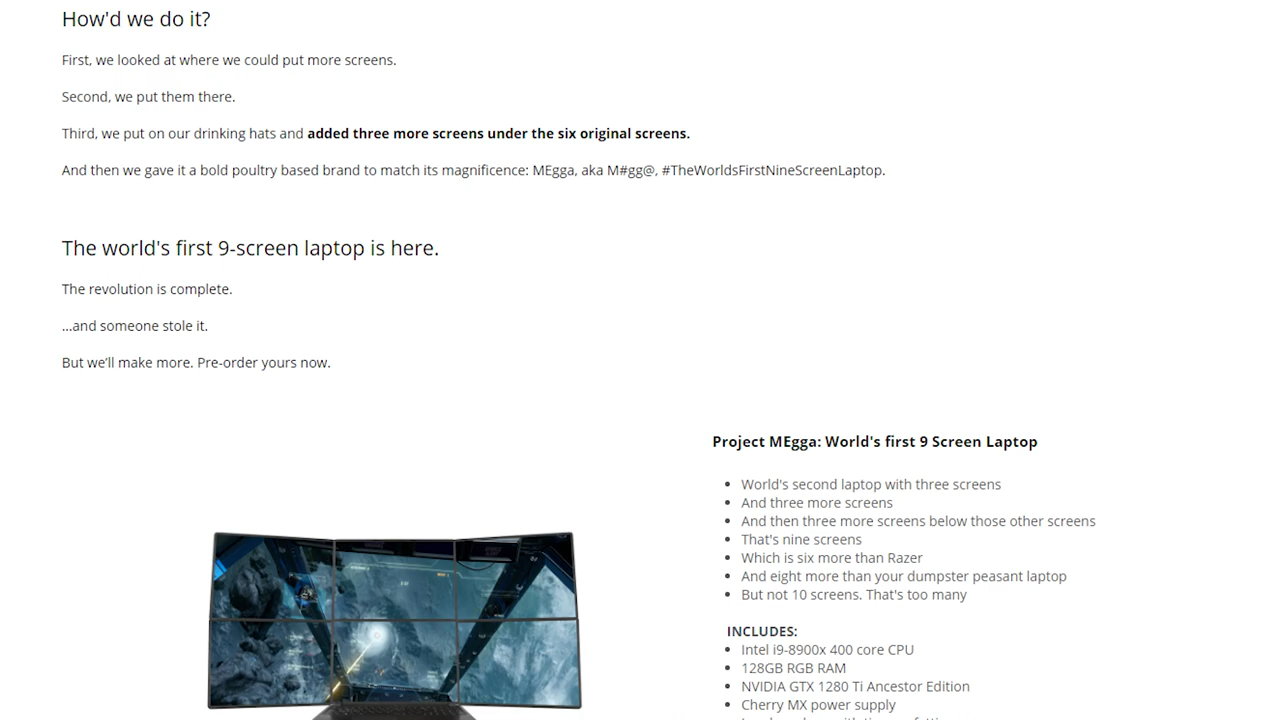 How'd we do it?
First, we looked at where we could put more screens.
Second, we put them there.
Third, we put on our drinking hats and added three more screens under the six original screens.
And then we gave it a bold poultry based brand to match its magnificence: MEgga, aka M#gg@, #TheWorldsFirstNineScreenLaptop.
The world's first 9-screen laptop is here.
The revolution is complete.
...and someone stole it.
But we'll make more. Pre-order yours now.
Project MEgga: World's first 9 Screen Laptop
World's second laptop with three screens
And three more screens
And then three more screens below those other screens
That's nine screens
Which is six more than Razer
And eight more than your dumpster peasant laptop
But not 10 screens. That's too many
INCLUDES:
Intel i9-8900x 400 core CPU
128GB RGB RAM
NVIDIA GTX 1280 Ti Ancestor Edition
Cherry MX power supply